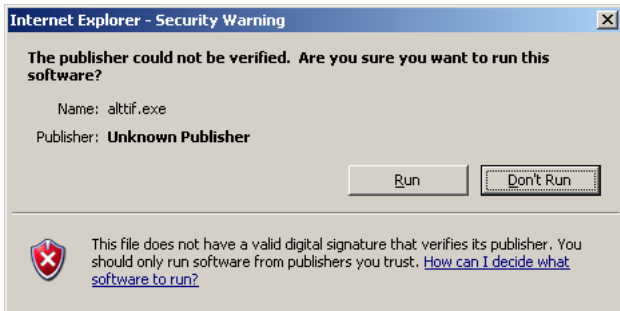 Internet Explorer - Security Warning
The publisher could not be verified. Are you sure you want to run this
software?
Name: alttif.exe
Publisher: Unknown Publisher
Run
Don't Run
This file does not have a valid digital signature that verifies its publisher. You
should only run software from publishers you trust. How can I decide what
software to run?